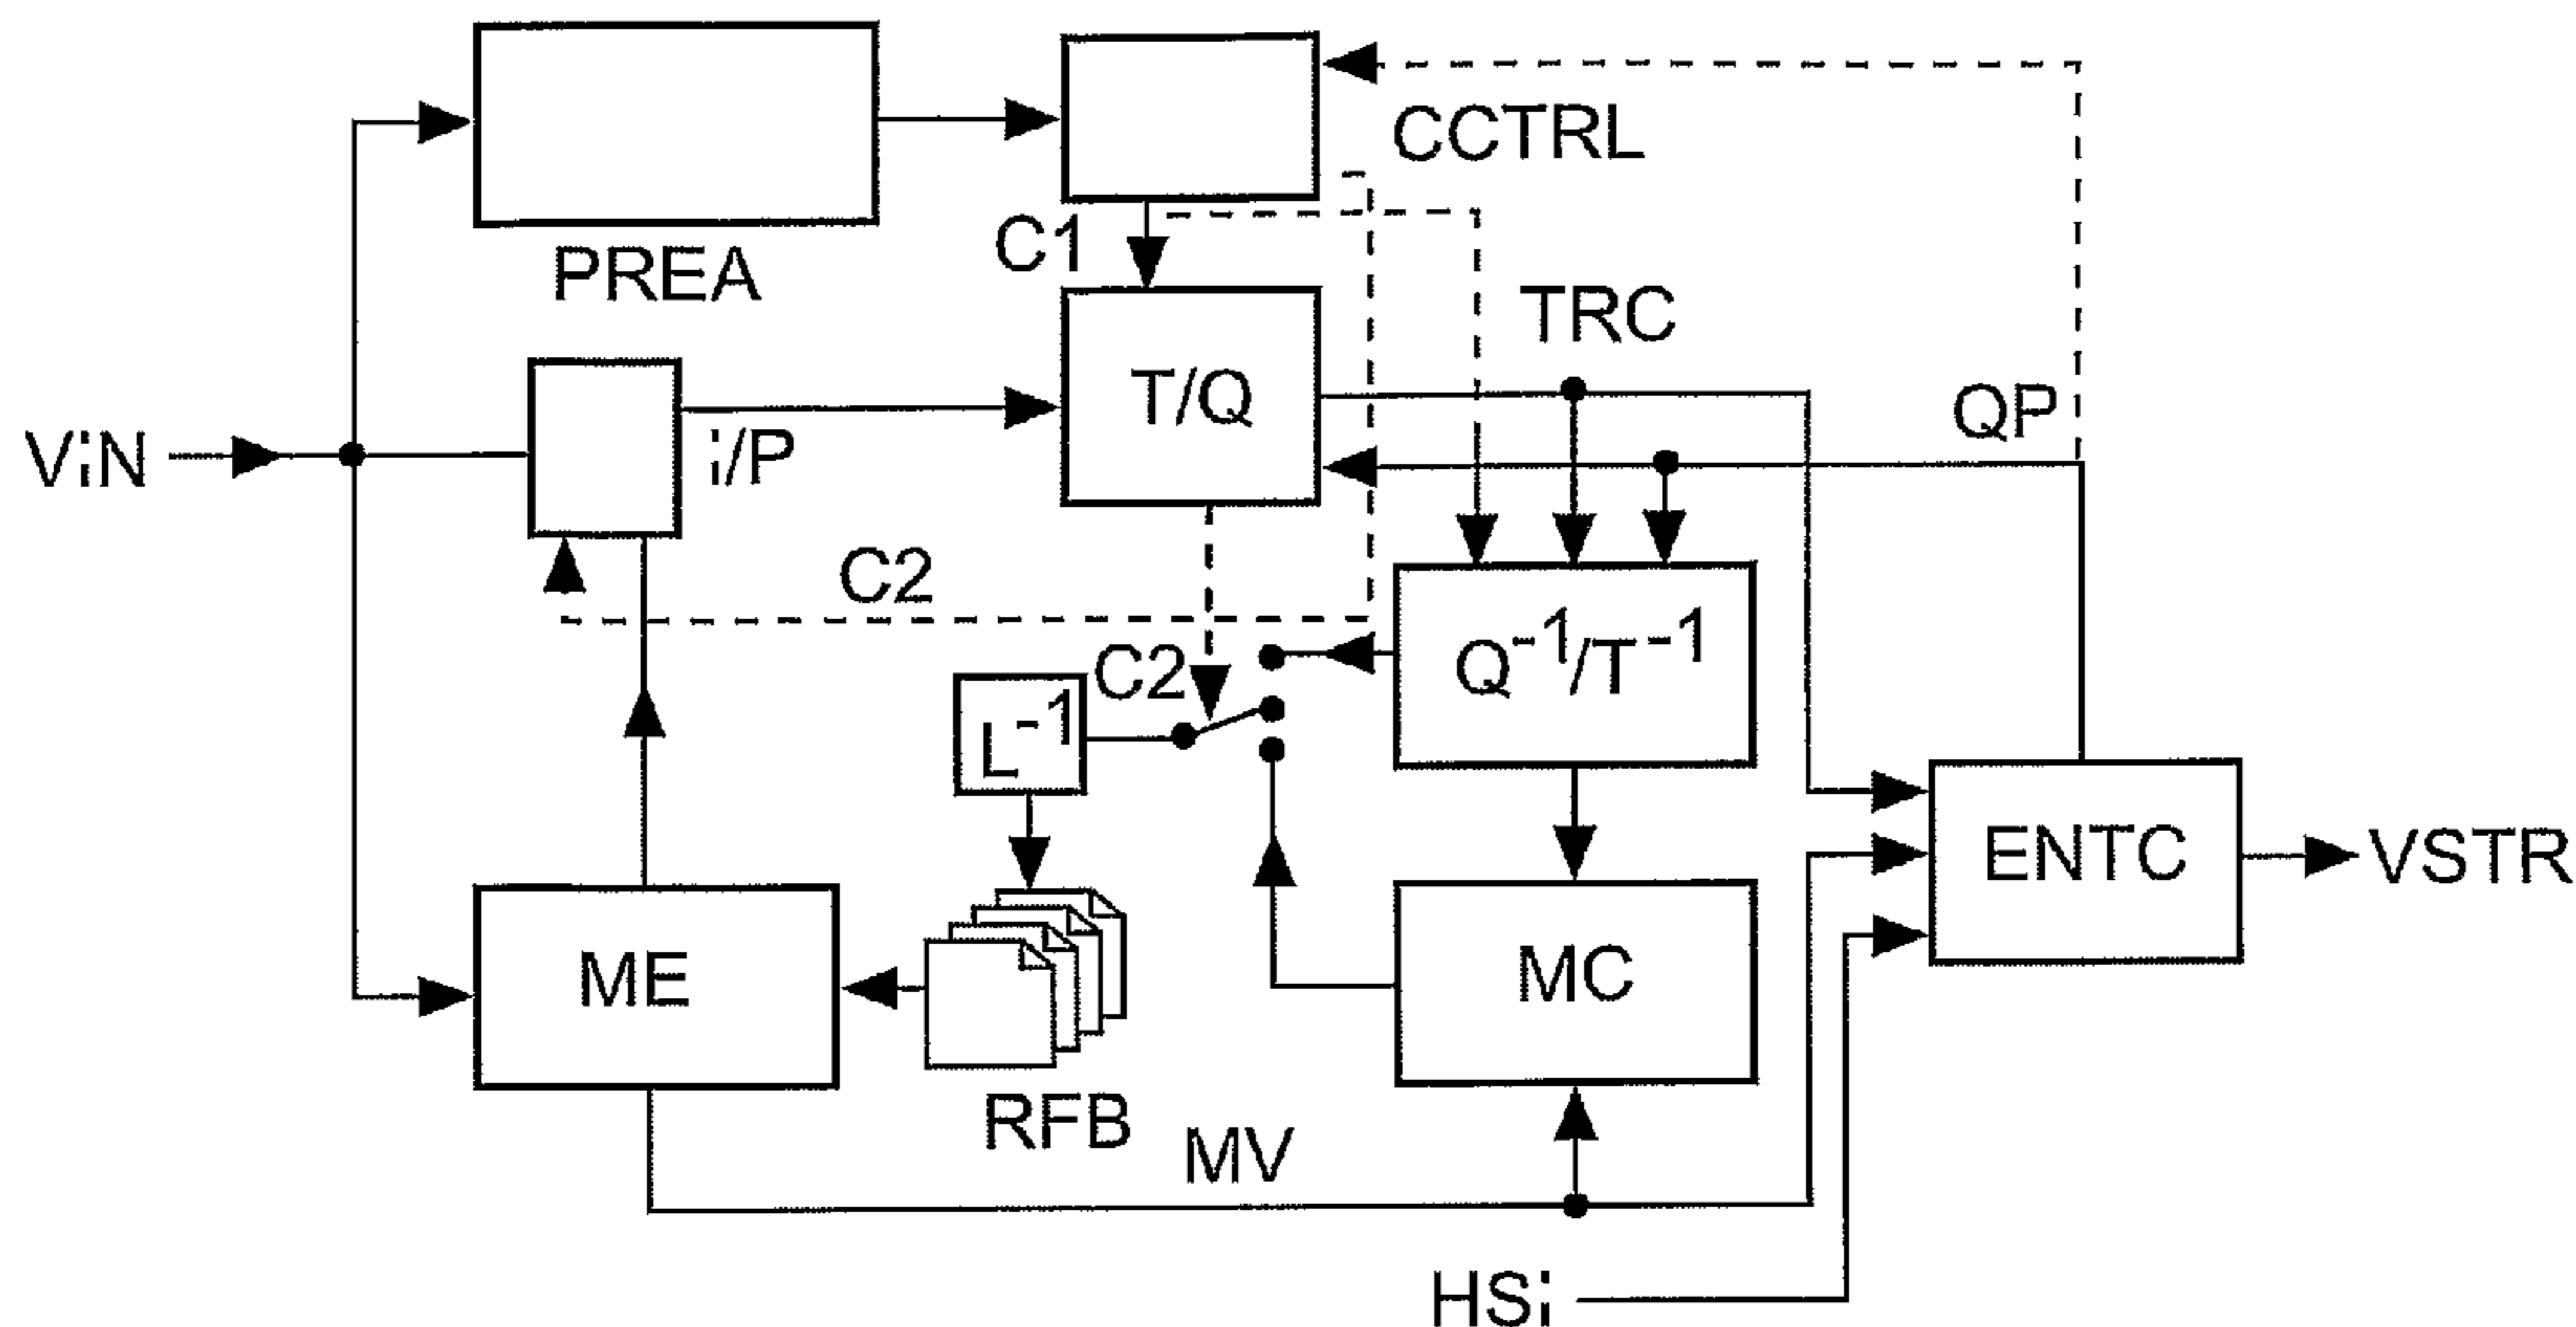 CCTRL
C1
PREA
TRC
T/Q
QP
ViN
i/P
C2
C2
Q-1/T-1
L-1
ENTC
VSTR
ME
MC
RFB
MV
HSi